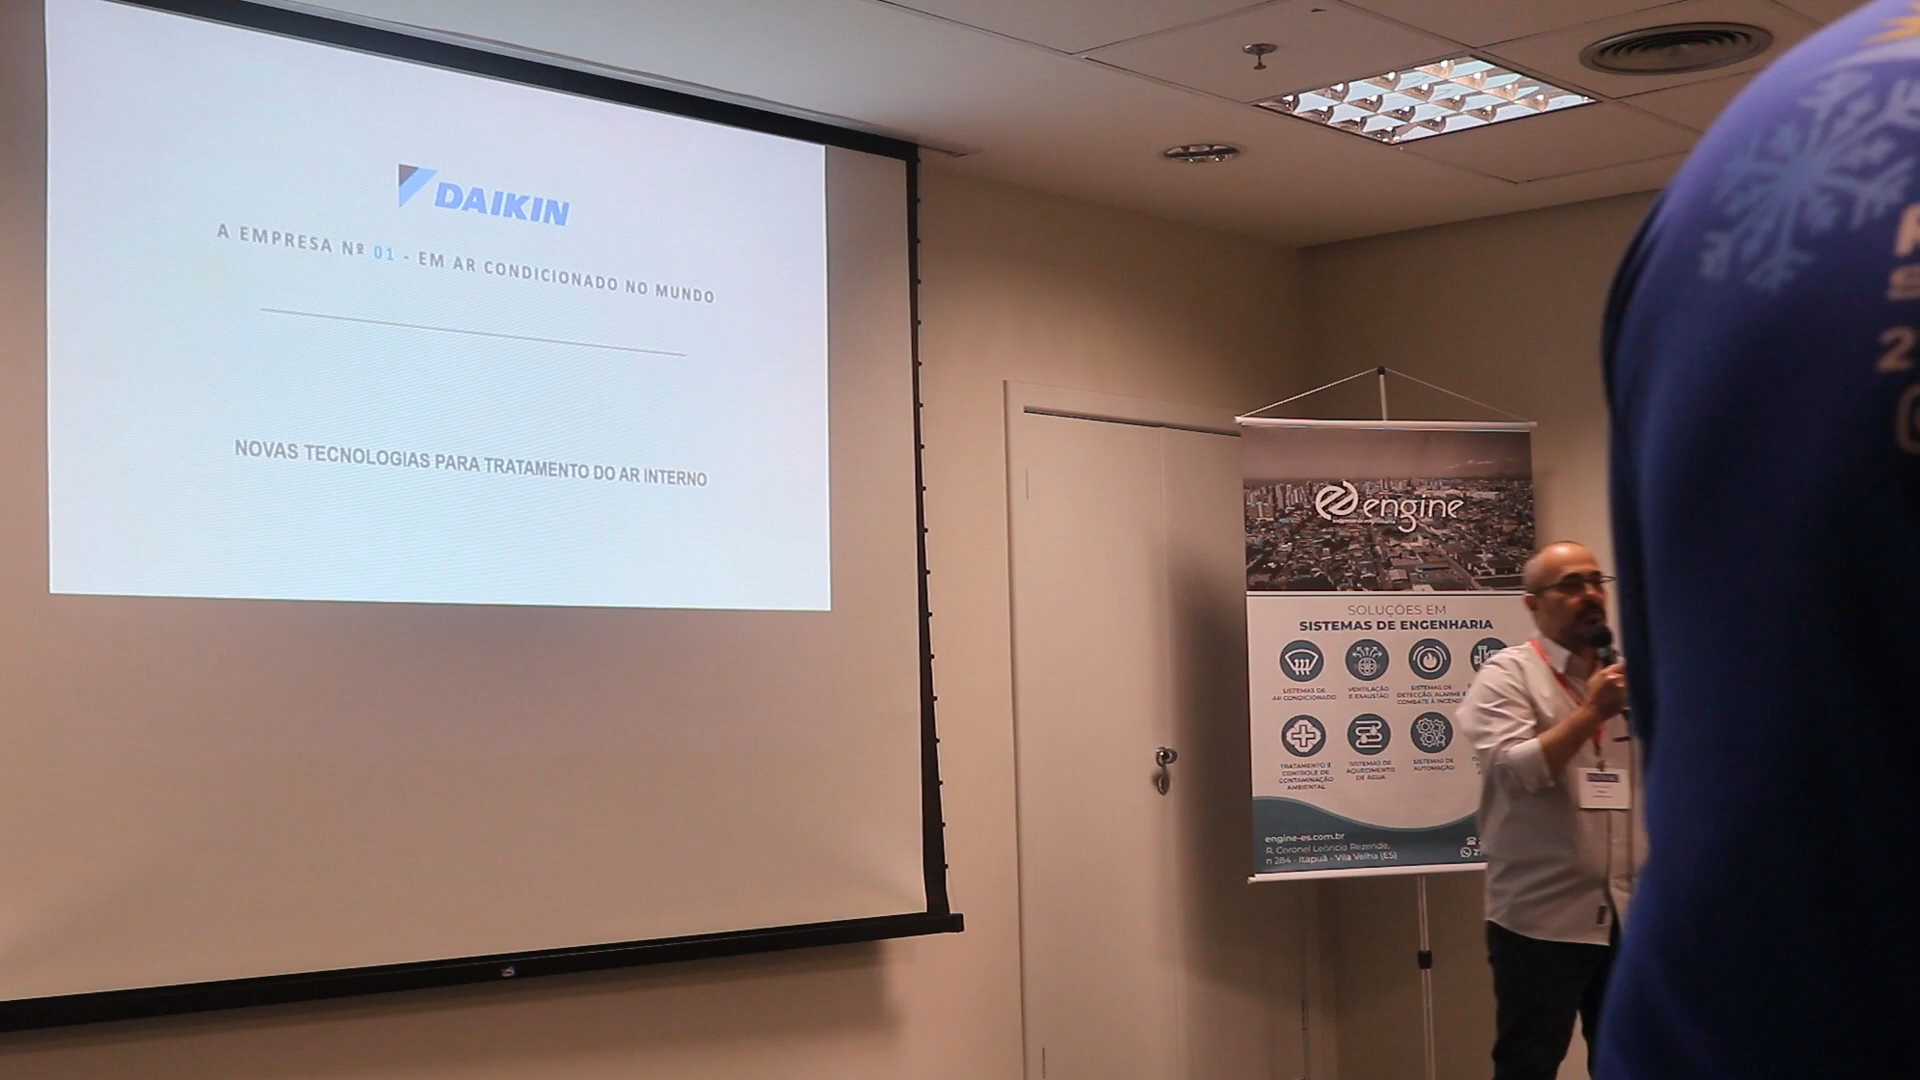 DAIKIN
A EMPRESA Nº 01 - EM AR CONDICIONADO NO MUNDO
NOVAS TECNOLOGIAS PARA TRATAMENTO DO AR INTERNO
engine
SOLUÇÕES EM
SISTEMAS DE ENGENHARIA
SISTEMAS DE
AR CONDICIONADO
VENTILAÇÃO
E EXAUSTÃO
SISTEMAS DE
DETECÇÃO, ALARME E
COMBATE À
TRATAMENTO E
CONTROLE DE
CONTAMINAÇÃO
AMBIENTAL
SISTEMAS DE
AQUECIMENTO
DE ÁGUA
SISTEMAS DE
AUTOMAÇÃO
engine-es.com.br
R. Coronel Leôncio Rezende,
n 284 - Itapuã - Vila Velha (ES)